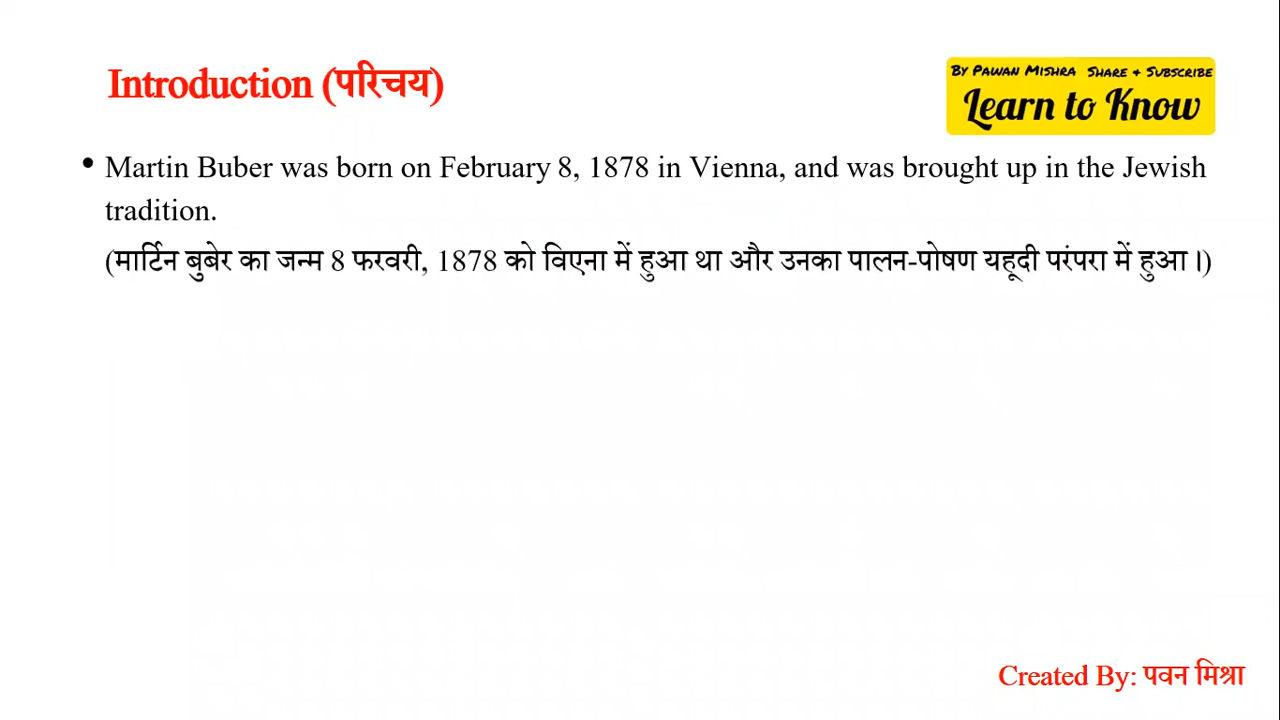 Introduction (परिचय)
BY PAWAN MISHRA SHARE & SUBSCRIBE
Learn to Know
• Martin Buber was born on February 8, 1878 in Vienna, and was brought up in the Jewish
tradition.
(मार्टिन बुबेर का जन्म 8 फरवरी, 1878 को विएना में हुआ था और उनका पालन-पोषण यहूदी परंपरा में हुआ।)
Created By: पवन मिश्रा